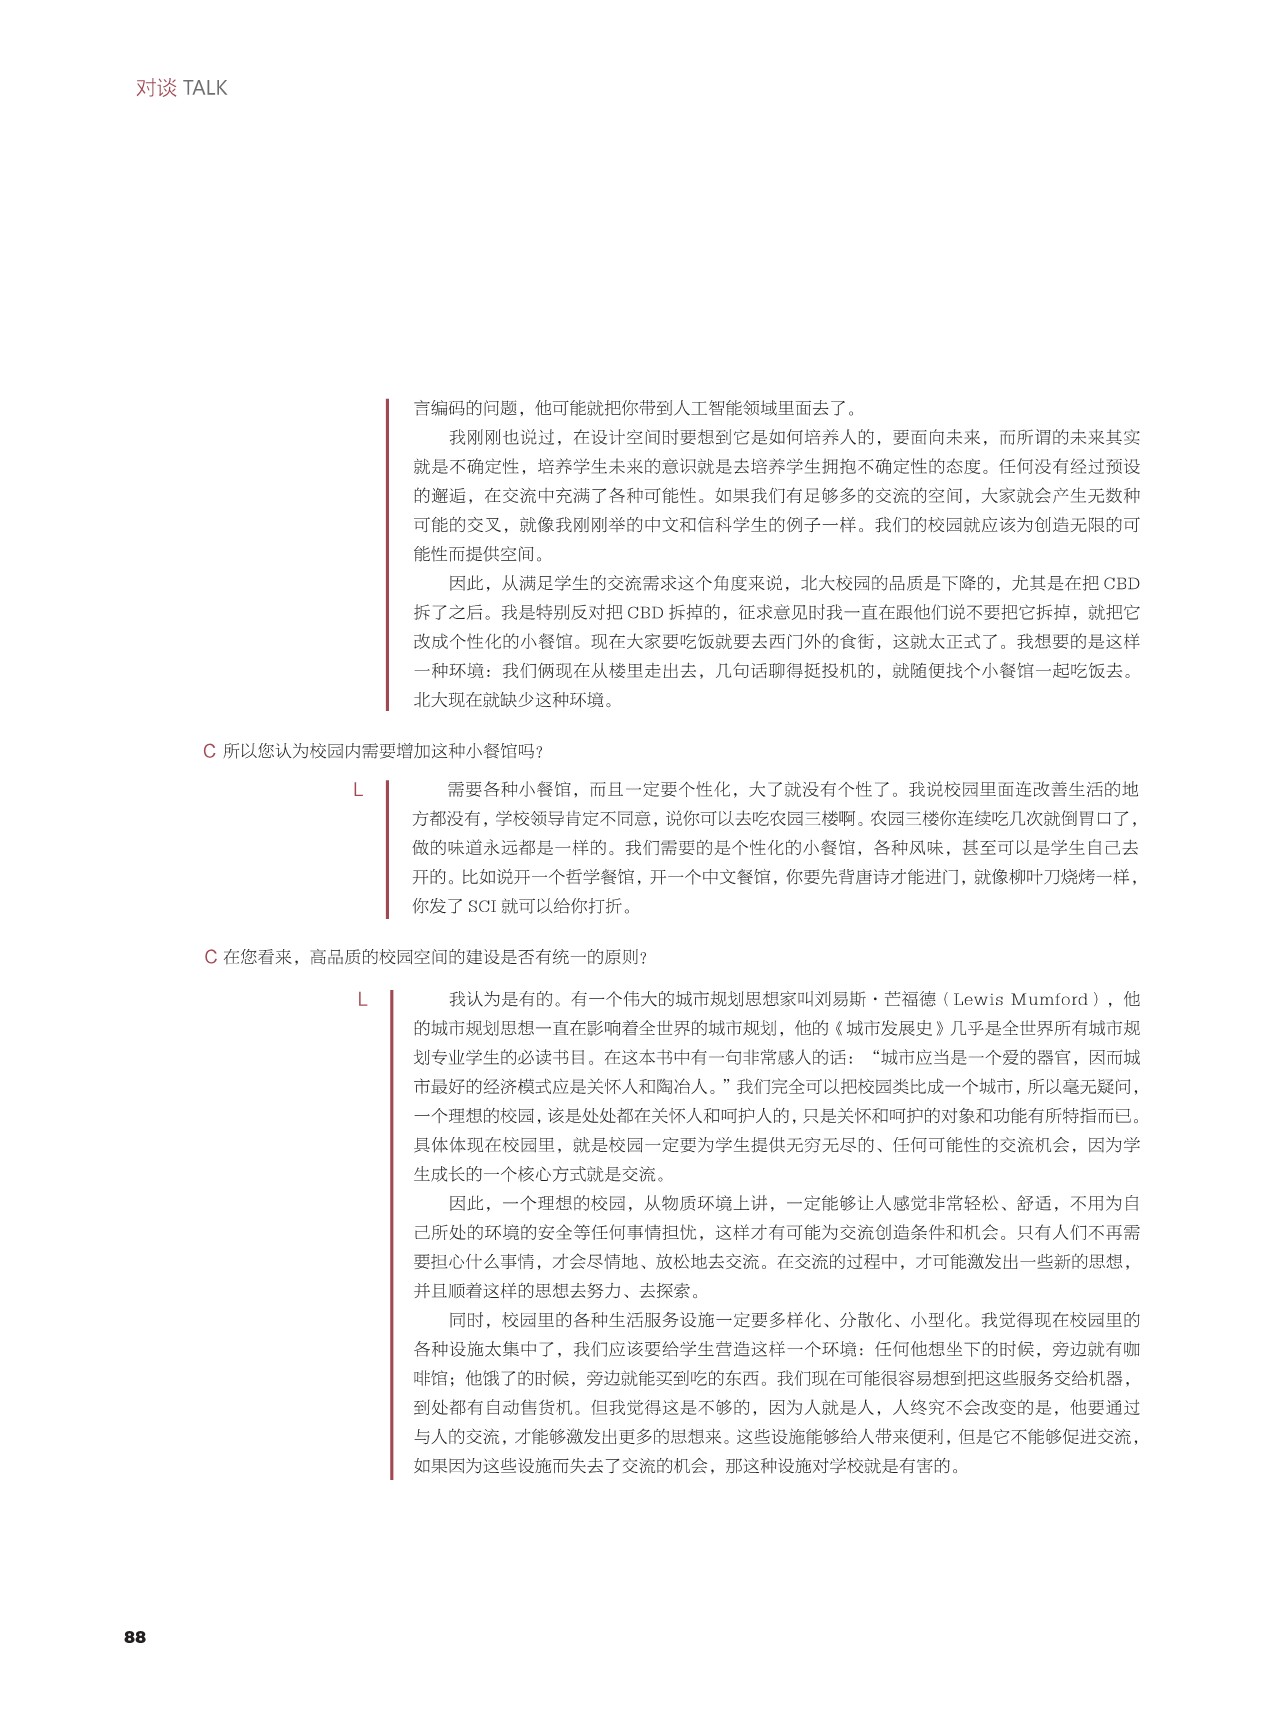 对谈 TALK
言编码的问题，他可能就把你带到人工智能领域里面去了。
我刚刚也说过，在设计空间时要想到它是如何培养人的，要面向未来，而所谓的未来其实
就是不确定性，培养学生未来的意识就是去培养学生拥抱不确定性的态度。任何没有经过预设
的邂逅，在交流中充满了各种可能性。如果我们有足够多的交流的空间，大家就会产生无数种
可能的交叉，就像我刚刚举的中文和信科学生的例子一样。我们的校园就应该为创造无限的可
能性而提供空间。
因此，从满足学生的交流需求这个角度来说，北大校园的品质是下降的，尤其是在把 CBD
拆了之后。我是特别反对把 CBD 拆掉的，征求意见时我一直在跟他们说不要把它拆掉，就把它
改成个性化的小餐馆。现在大家要吃饭就要去西门外的食街，这就太正式了。我想要的是这样
一种环境：我们俩现在从楼里走出去，几句话聊得挺投机的，就随便找个小餐馆一起吃饭去。
北大现在就缺少这种环境。
C 所以您认为校园内需要增加这种小餐馆吗？
L 需要各种小餐馆，而且一定要个性化，大了就没有个性了。我说校园里面连改善生活的地
方都没有，学校领导肯定不同意，说你可以去吃农园三楼啊。农园三楼你连续吃几次就倒胃口了，
做的味道永远都是一样的。我们需要的是个性化的小餐馆，各种风味，甚至可以是学生自己去
开的。比如说开一个哲学餐馆，开一个中文餐馆，你要先背唐诗才能进门，就像柳叶刀烧烤一样，
你发了 SCI 就可以给你打折。
C 在您看来，高品质的校园空间的建设是否有统一的原则？
L 我认为是有的。有一个伟大的城市规划思想家叫刘易斯·芒福德（Lewis Mumford），他
的城市规划思想一直在影响着全世界的城市规划，他的《城市发展史》几乎是全世界所有城市规
划专业学生的必读书目。在这本书中有一句非常感人的话：“城市应当是一个爱的器官，因而城
市最好的经济模式应是关怀人和陶冶人。”我们完全可以把校园类比成一个城市，所以毫无疑问，
一个理想的校园，该是处处都在关怀人和呵护人的，只是关怀和呵护的对象和功能有所特指而已。
具体体现在校园里，就是校园一定要为学生提供无穷无尽的、任何可能性的交流机会，因为学
生成长的一个核心方式就是交流。
因此，一个理想的校园，从物质环境上讲，一定能够让人感觉非常轻松、舒适，不用为自
己所处的环境的安全等任何事情担忧，这样才有可能为交流创造条件和机会。只有人们不再需
要担心什么事情，才会尽情地、放松地去交流。在交流的过程中，才可能激发出一些新的思想，
并且顺着这样的思想去努力、去探索。
同时，校园里的各种生活服务设施一定要多样化、分散化、小型化。我觉得现在校园里的
各种设施太集中了，我们应该要给学生营造这样一个环境：任何他想坐下的时候，旁边就有咖
啡馆；他饿了的时候，旁边就能买到吃的东西。我们现在可能很容易想到把这些服务交给机器，
到处都有自动售货机。但我觉得这是不够的，因为人就是人，人终究不会改变的是，他要通过
与人的交流，才能够激发出更多的思想来。这些设施能够给人带来便利，但是它不能够促进交流，
如果因为这些设施而失去了交流的机会，那这种设施对学校就是有害的。
88